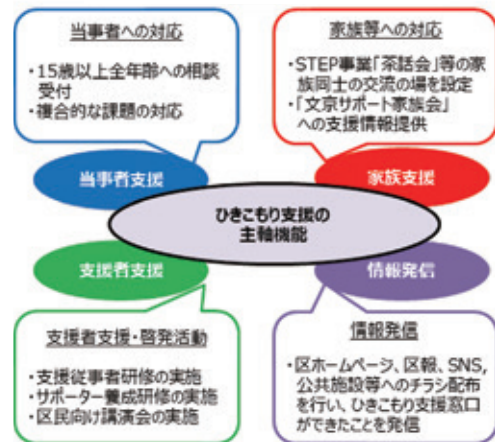 当事者への対応
・15歳以上全年齢への相談
受付
・複合的な課題の対応
家族等への対応
・STEP事業「茶話会」等の家
族同士の交流の場を設定
・「文京サポート家族会」
への支援情報提供
当事者支援
家族支援
ひきこもり支援の
主軸機能
支援者支援
情報発信
支援者支援・啓発活動
・支援従事者研修の実施
・サポーター養成研修の実施
・区民向け講演会の実施
情報発信
・区ホームページ、区報、SNS,
公共施設等へのチラシ配布
を行い、ひきこもり支援窓口
ができたことを発信